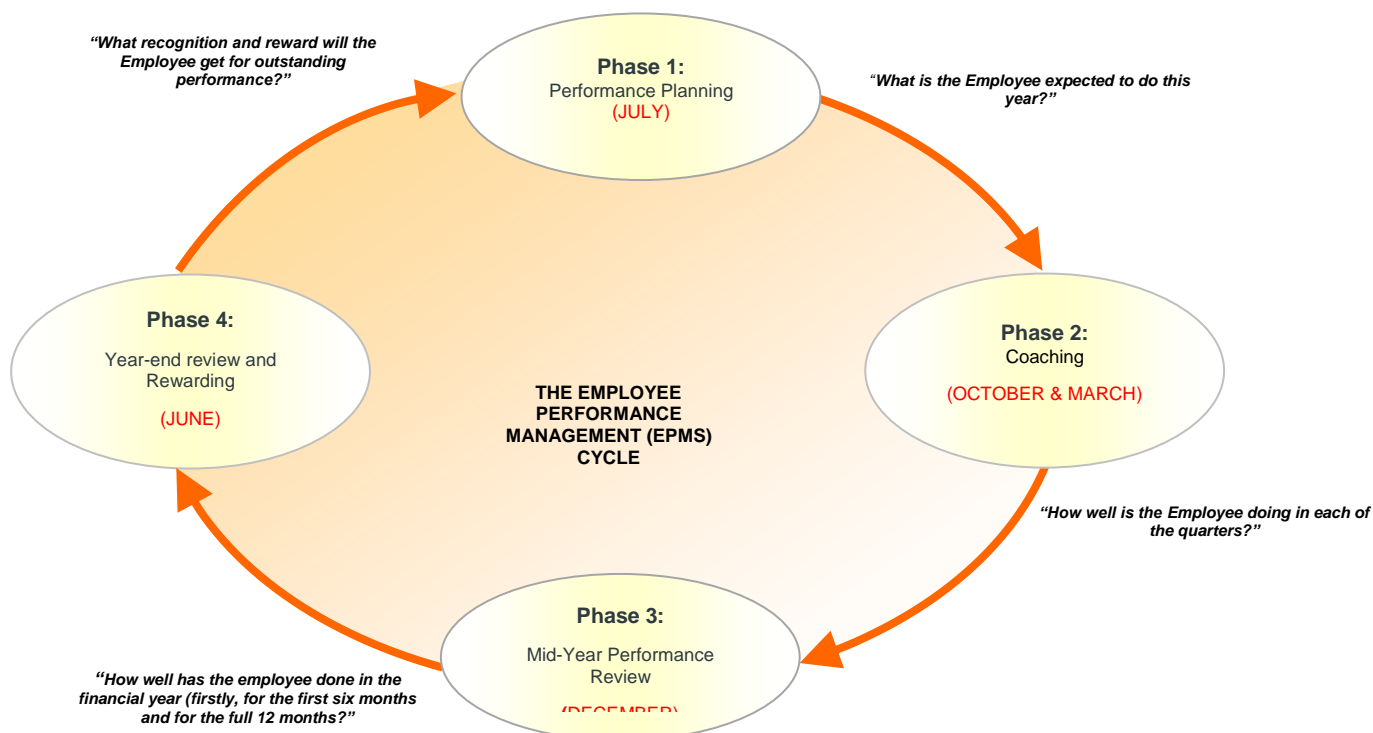 “What recognition and reward will the
Employee get for outstanding
performance?”
Phase 1:
Performance Planning
(JULY)
“What is the Employee expected to do this
year?”
Phase 4:
Year-end review and
Rewarding
(JUNE)
Phase 2:
Coaching
(OCTOBER & MARCH)
THE EMPLOYEE
PERFORMANCE
MANAGEMENT (EPMS)
CYCLE
“How well is the Employee doing in each of
the quarters?”
Phase 3:
Mid-Year Performance
Review
(DECEMBER)
“How well has the employee done in the
financial year (firstly, for the first six months
and for the full 12 months?”